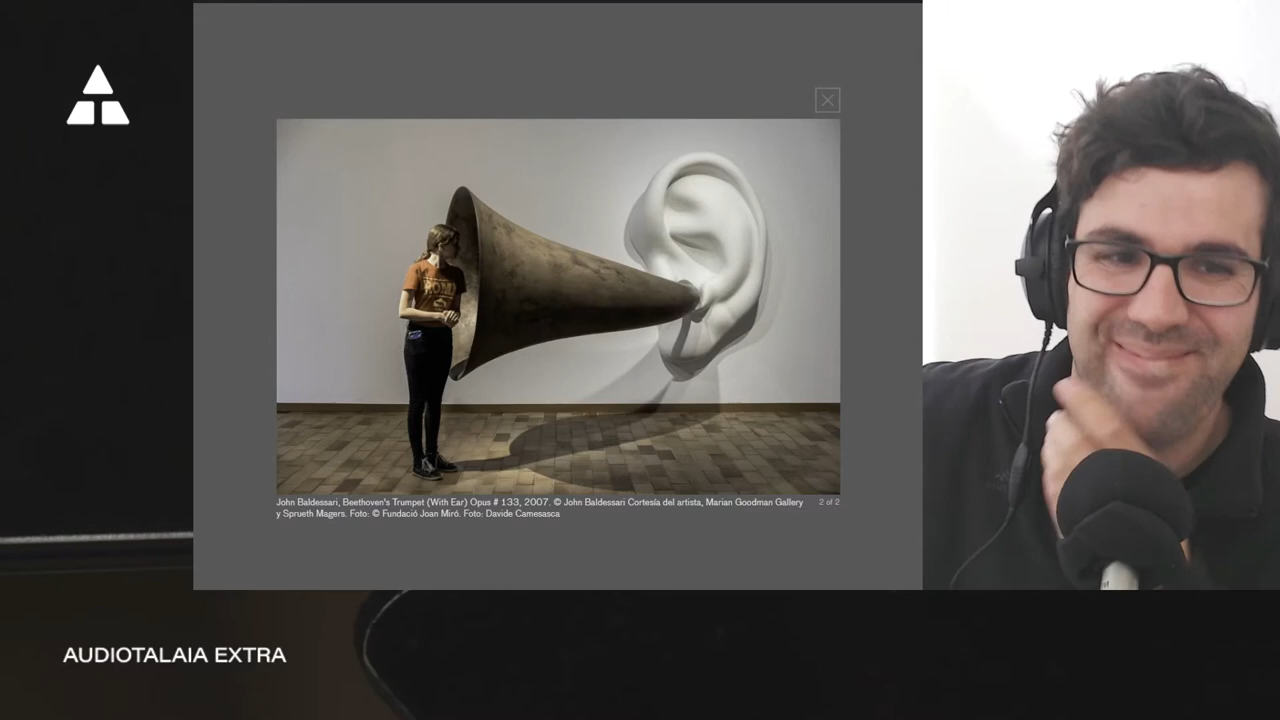 John Baldessari, Beethoven's Trumpet (With Ear) Opus # 133, 2007. © John Baldessari Cortesía del artista, Marian Goodman Gallery
y Sprueth Magers. Foto: © Fundació Joan Miró. Foto: Davide Camesasca
2 of 2
AUDIOTALAIA EXTRA